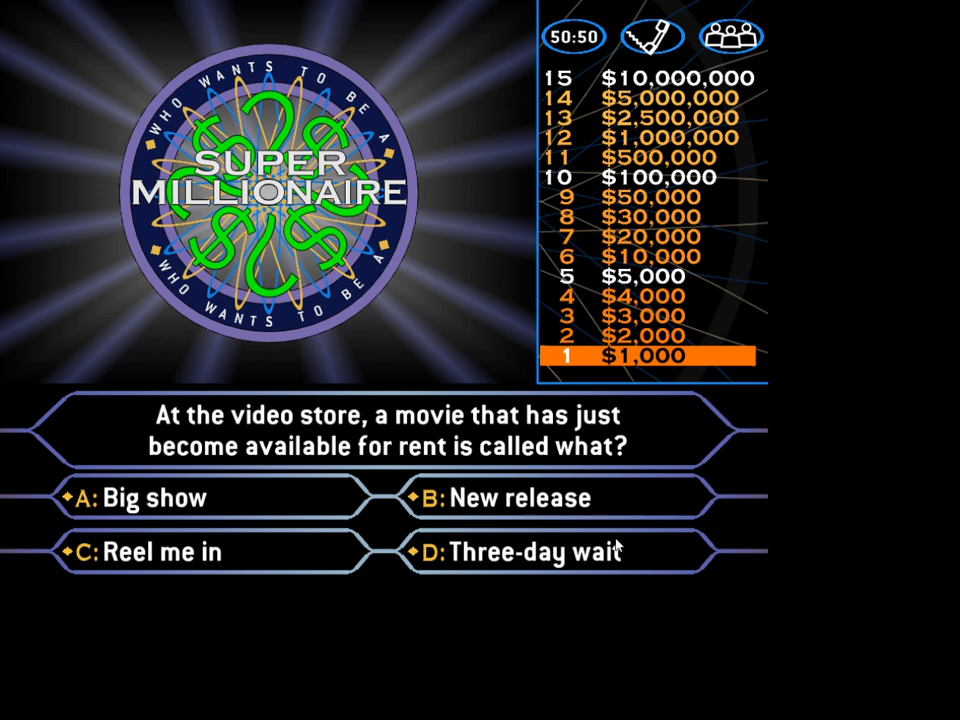 WHO WANTS TO BE A
SUPER
MILLIONAIRE
WHO WANTS TO BE A
50:50
15 $10,000,000
14 $5,000,000
13 $2,500,000
12 $1,000,000
11 $500,000
10 $100,000
9 $50,000
8 $30,000
7 $20,000
6 $10,000
5 $5,000
4 $4,000
3 $3,000
2 $2,000
1 $1,000
At the video store, a movie that has just
become available for rent is called what?
A: Big show
B: New release
C: Reel me in
D: Three-day wait